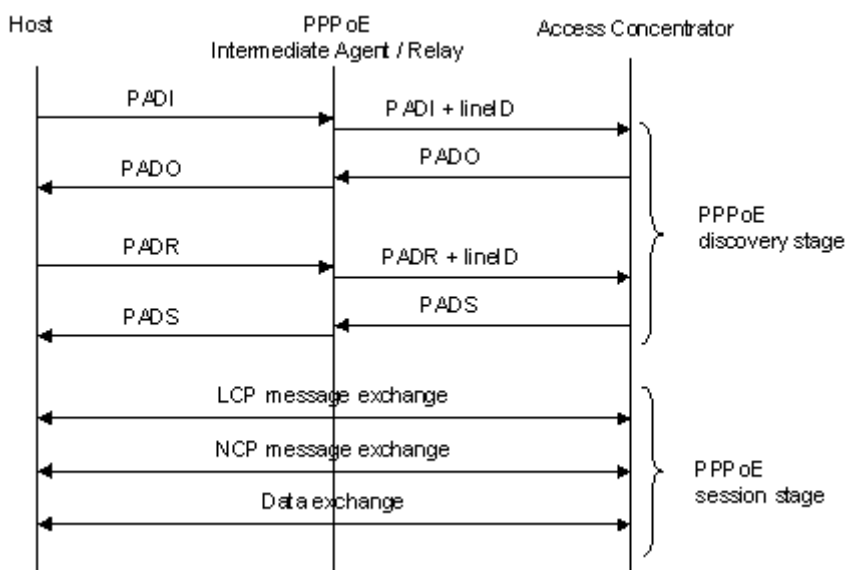 Host
PPPoE
Intermediate Agent / Relay
Access Concentrator
PADI
PADI + lineID
PADO
PADO
PADR
PADR + lineID
PADS
PADS
PPPoE
discovery stage
LCP message exchange
NCP message exchange
Data exchange
PPPoE
session stage